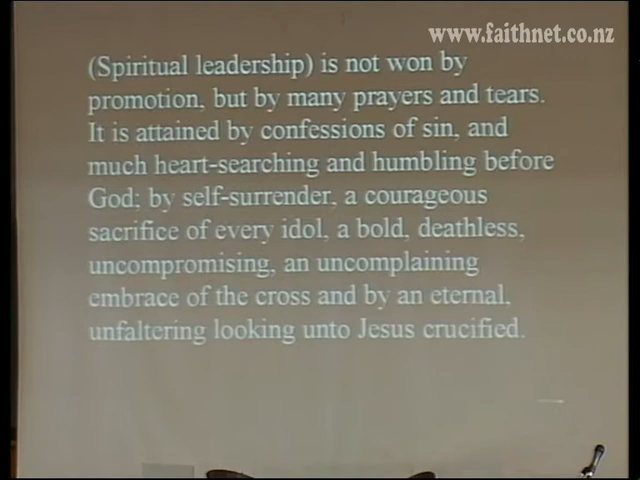 www.faithnet.co.nz
(Spiritual leadership) is not won by
promotion, but by many prayers and tears.
It is attained by confessions of sin, and
much heart-searching and humbling before
God; by self-surrender, a courageous
sacrifice of every idol, a bold, deathless,
uncompromising, an uncomplaining
embrace of the cross and by an eternal,
unfaltering looking unto Jesus crucified.